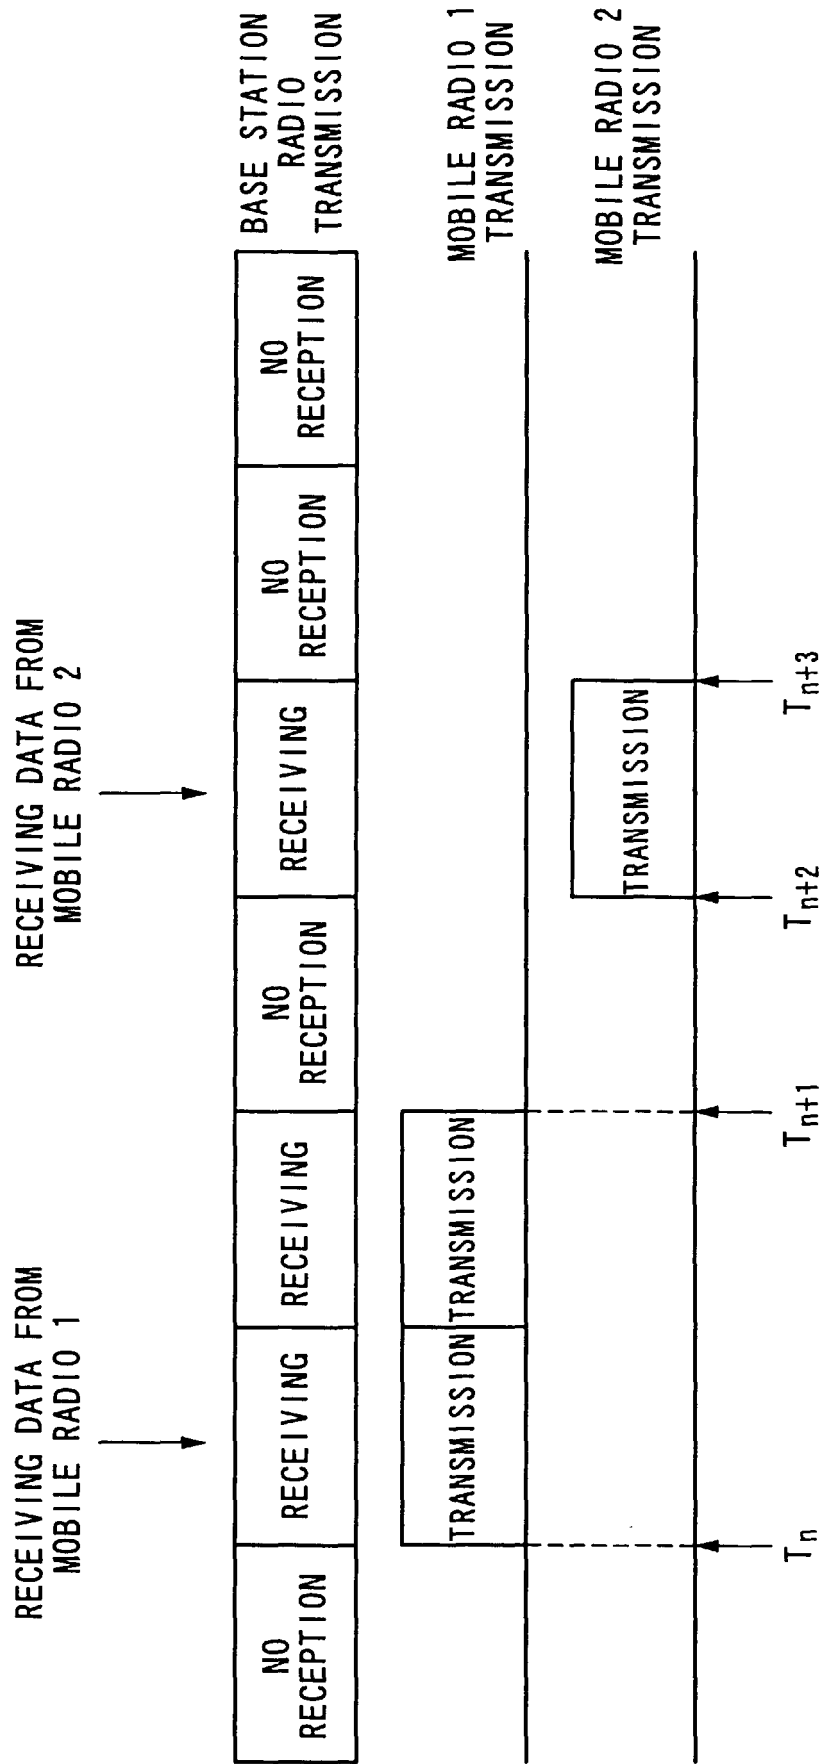 RECEIVING DATA FROM
MOBILE RADIO 1
RECEIVING DATA FROM
MOBILE RADIO 2
NO
RECEPTION
RECEIVING
RECEIVING
NO
RECEPTION
RECEIVING
NO
RECEPTION
NO
RECEPTION
BASE STATION
RADIO
TRANSMISSION
TRANSMISSION
TRANSMISSION
MOBILE RADIO 1
TRANSMISSION
TRANSMISSION
MOBILE RADIO 2
TRANSMISSION
Tn
Tn+1
Tn+2
Tn+3